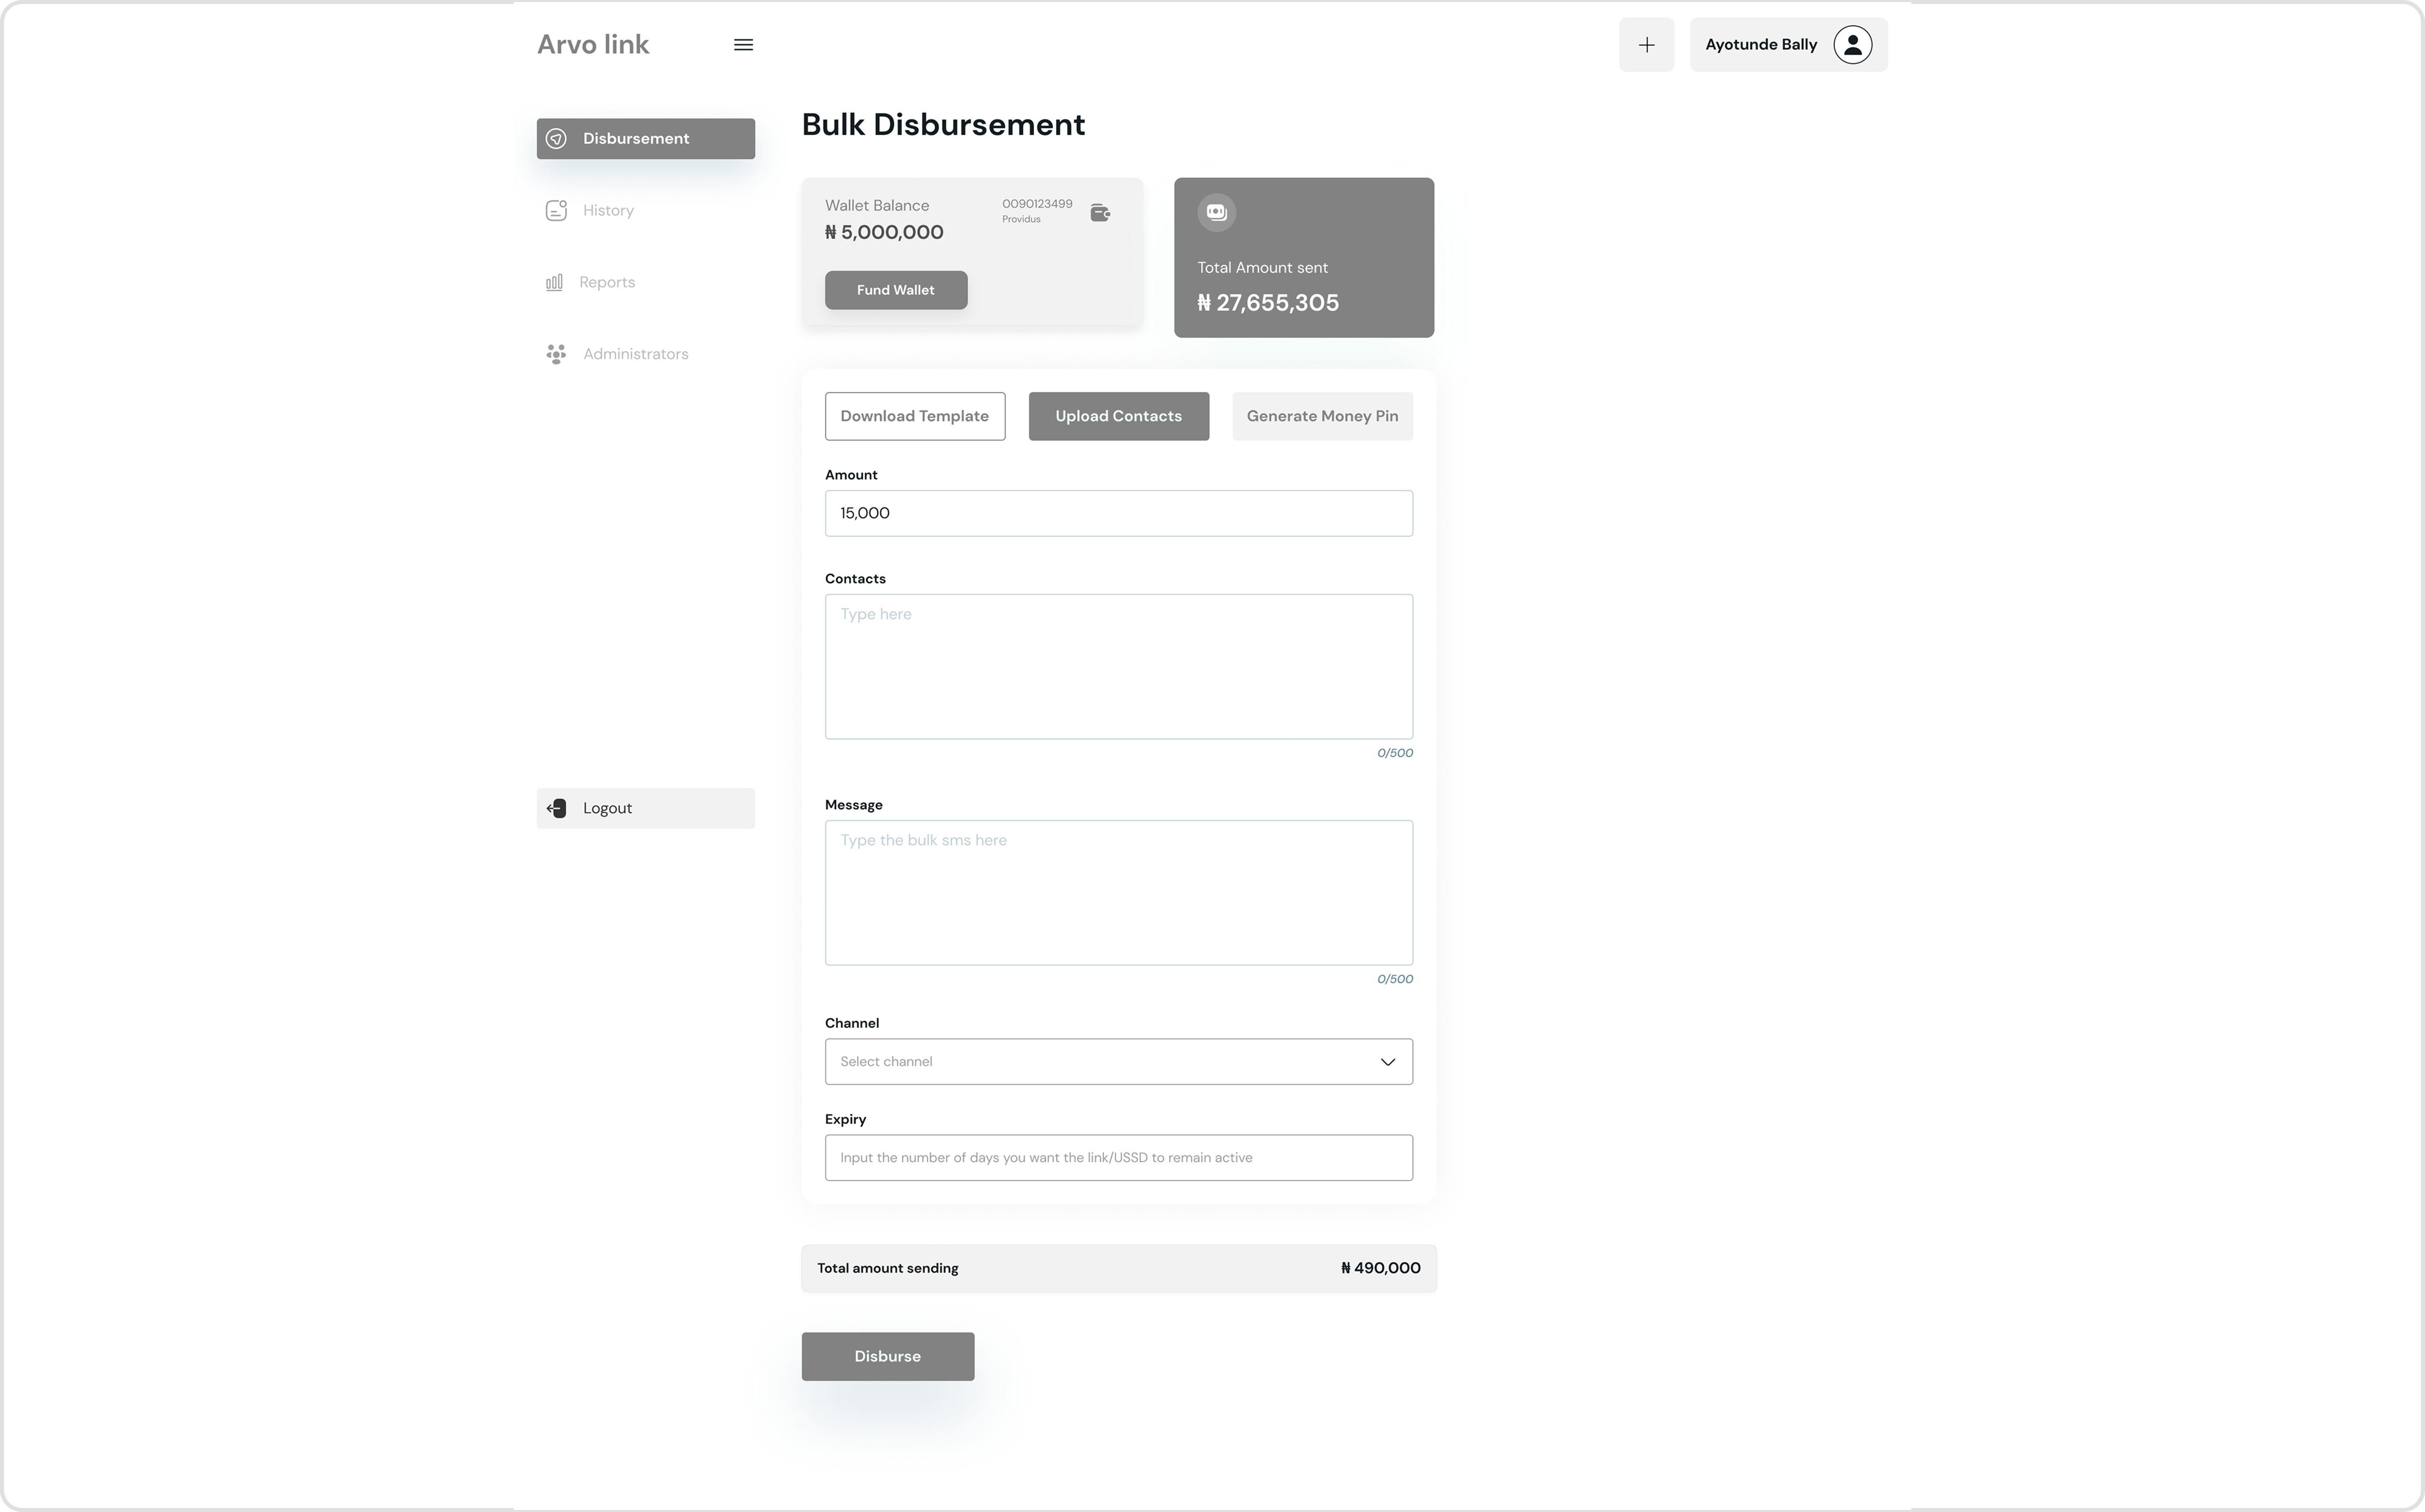 Arvo link
Ayotunde Bally
Disbursement
History
Reports
Administrators
Logout
Bulk Disbursement
Wallet Balance
₦ 5,000,000
0090123499
Providus
Fund Wallet
Total Amount sent
₦ 27,655,305
Download Template
Upload Contacts
Generate Money Pin
Amount
15,000
Contacts
Type here
0/500
Message
Type the bulk sms here
0/500
Channel
Select channel
Expiry
Input the number of days you want the link/USSD to remain active
Total amount sending
₦ 490,000
Disburse